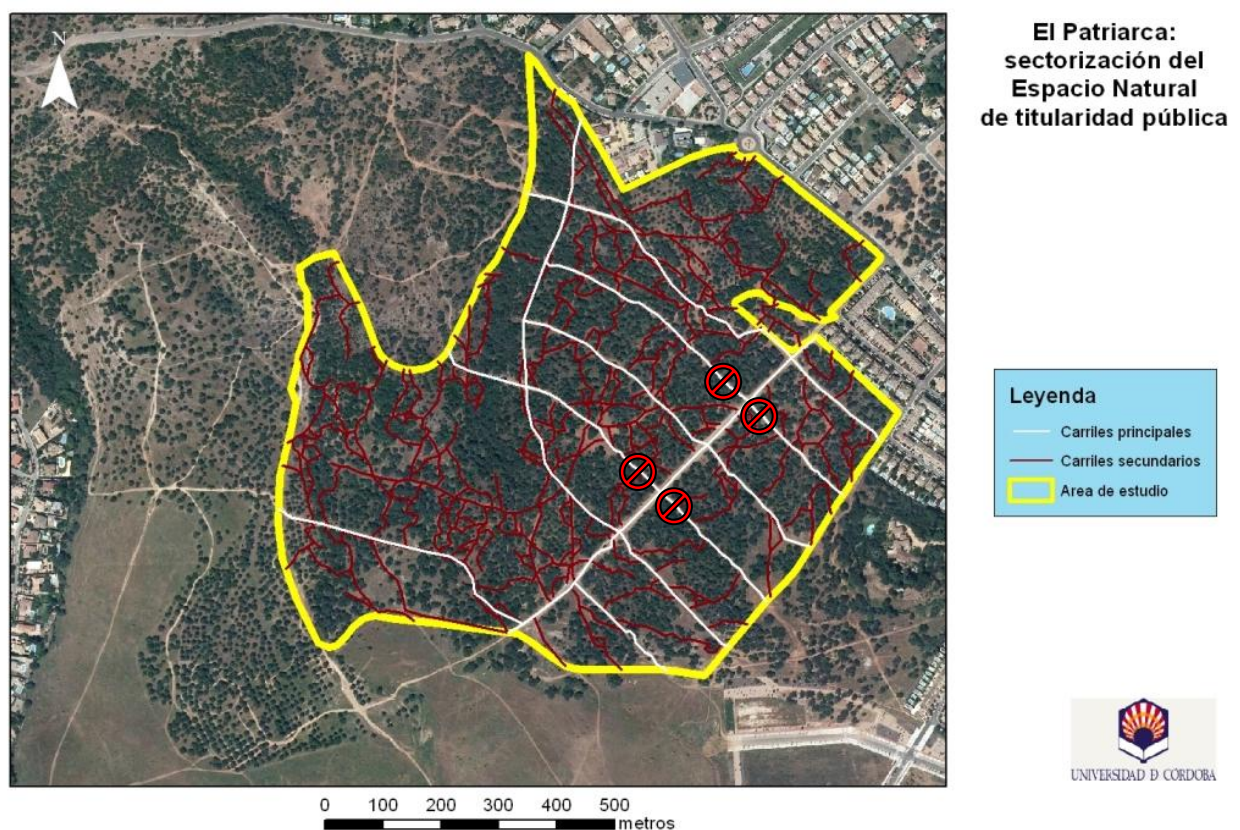 N
El Patriarca:
sectorización del
Espacio Natural
de titularidad pública
Leyenda
Carriles principales
Carriles secundarios
Area de estudio
UNIVERSIDAD D CÓRDOBA
0 100 200 300 400 500
metros